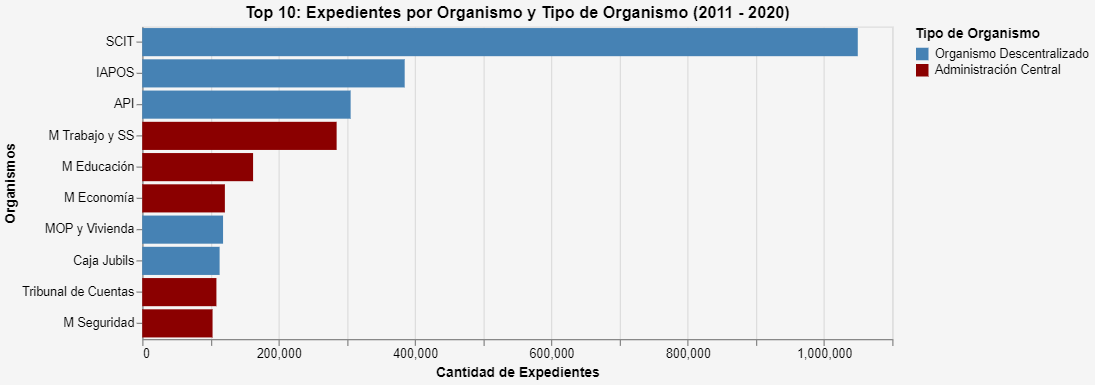 Top 10: Expedientes por Organismo y Tipo de Organismo (2011 - 2020)
Tipo de Organismo
Organismo Descentralizado
Administración Central
Organismos
SCIT
IAPOS
API
M Trabajo y SS
M Educación
M Economía
MOP y Vivienda
Caja Jubils
Tribunal de Cuentas
M Seguridad
0 200,000 400,000 600,000 800,000 1,000,000
Cantidad de Expedientes